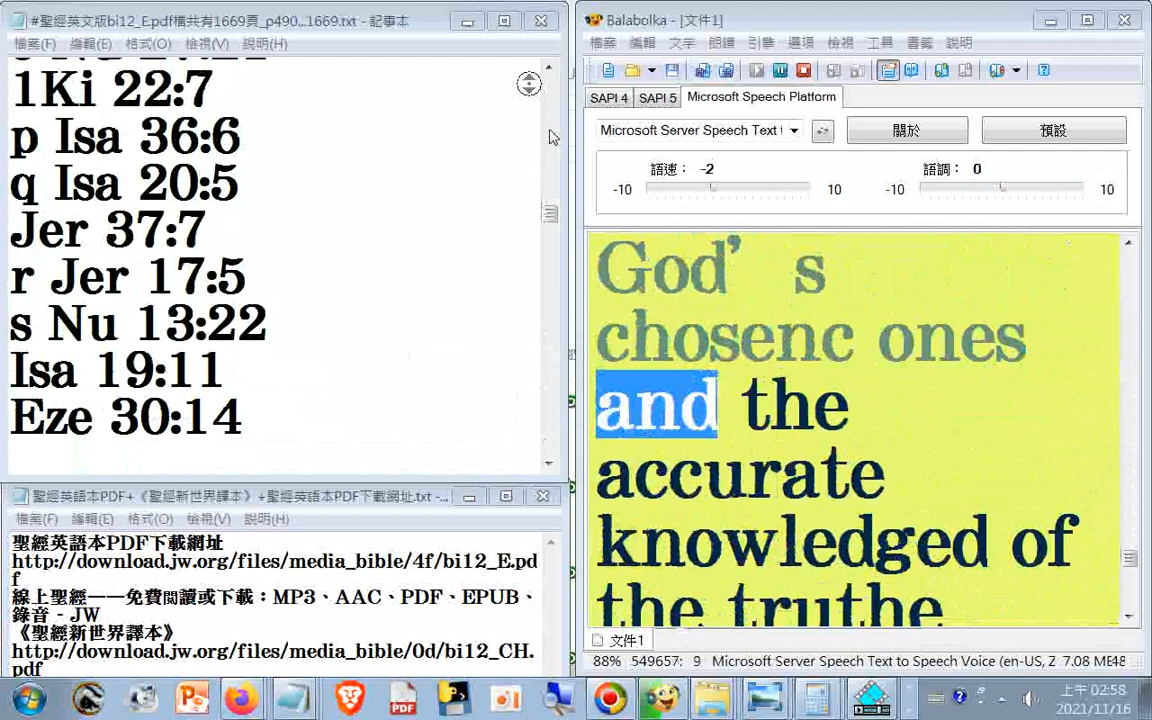 #聖經英文版bi12_E.pdf檔共有1669頁_p490...1669.txt - 記事本
檔案(F) 編輯(E) 格式(O) 檢視(V) 說明(H)
1Ki 22:7
p Isa 36:6
q Isa 20:5
Jer 37:7
r Jer 17:5
s Nu 13:22
Isa 19:11
Eze 30:14
聖經英語本PDF+《聖經新世界譯本》+聖經英語本PDF下載網址.txt -...
檔案(F) 編輯(E) 格式(O) 檢視(V) 說明(H)
聖經英語本PDF下載網址
http://download.jw.org/files/media_bible/4f/bi12_E.pd
f
線上聖經──免費閱讀或下載：MP3、AAC、PDF、EPUB、
錄音 - JW
《聖經新世界譯本》
http://download.jw.org/files/media_bible/0d/bi12_CH.
pdf
Balabolka - [文件1]
檔案 編輯 文字 朗讀 引擎 選項 檢視 工具 書籤 說明
SAPI 4 SAPI 5 Microsoft Speech Platform
Microsoft Server Speech Text 關於 預設
語速： -2 語調： 0
-10 10 -10 10
God’s
chosenc ones
and the
accurate
knowledged of
the truthe
文件1
88% 549657: 9 Microsoft Server Speech Text to Speech Voice (en-US, Z 7.08 ME48
上午 02:58
2021/11/16